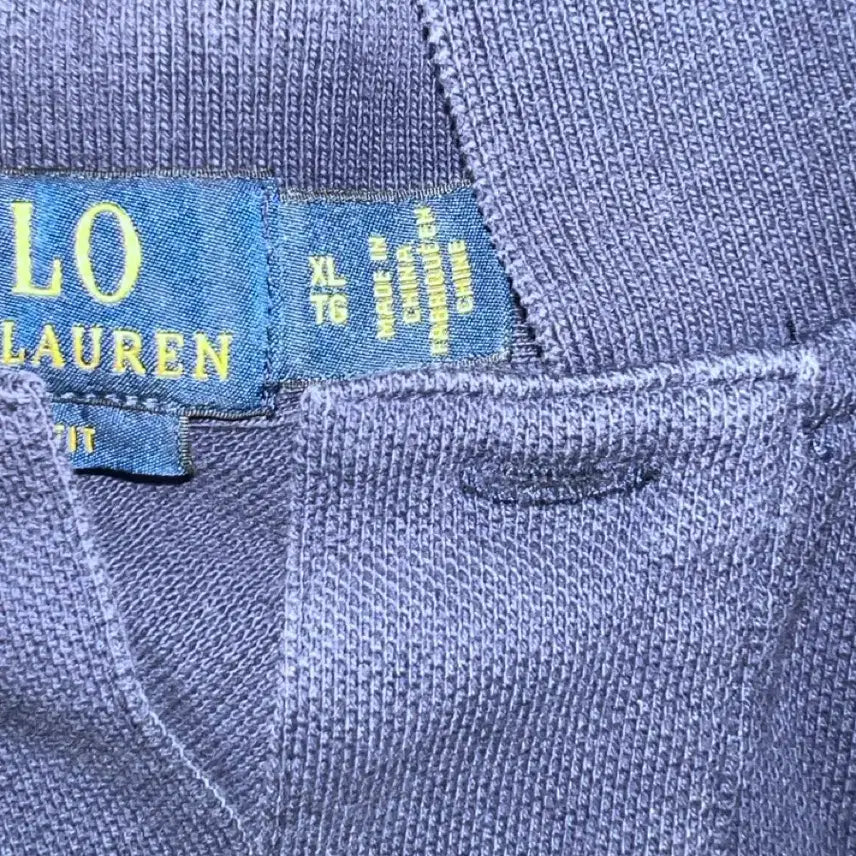 LO
LAUREN
FIT
XL
TG
MADE IN
CHINA
FABRIQUÉ EN
CHINE